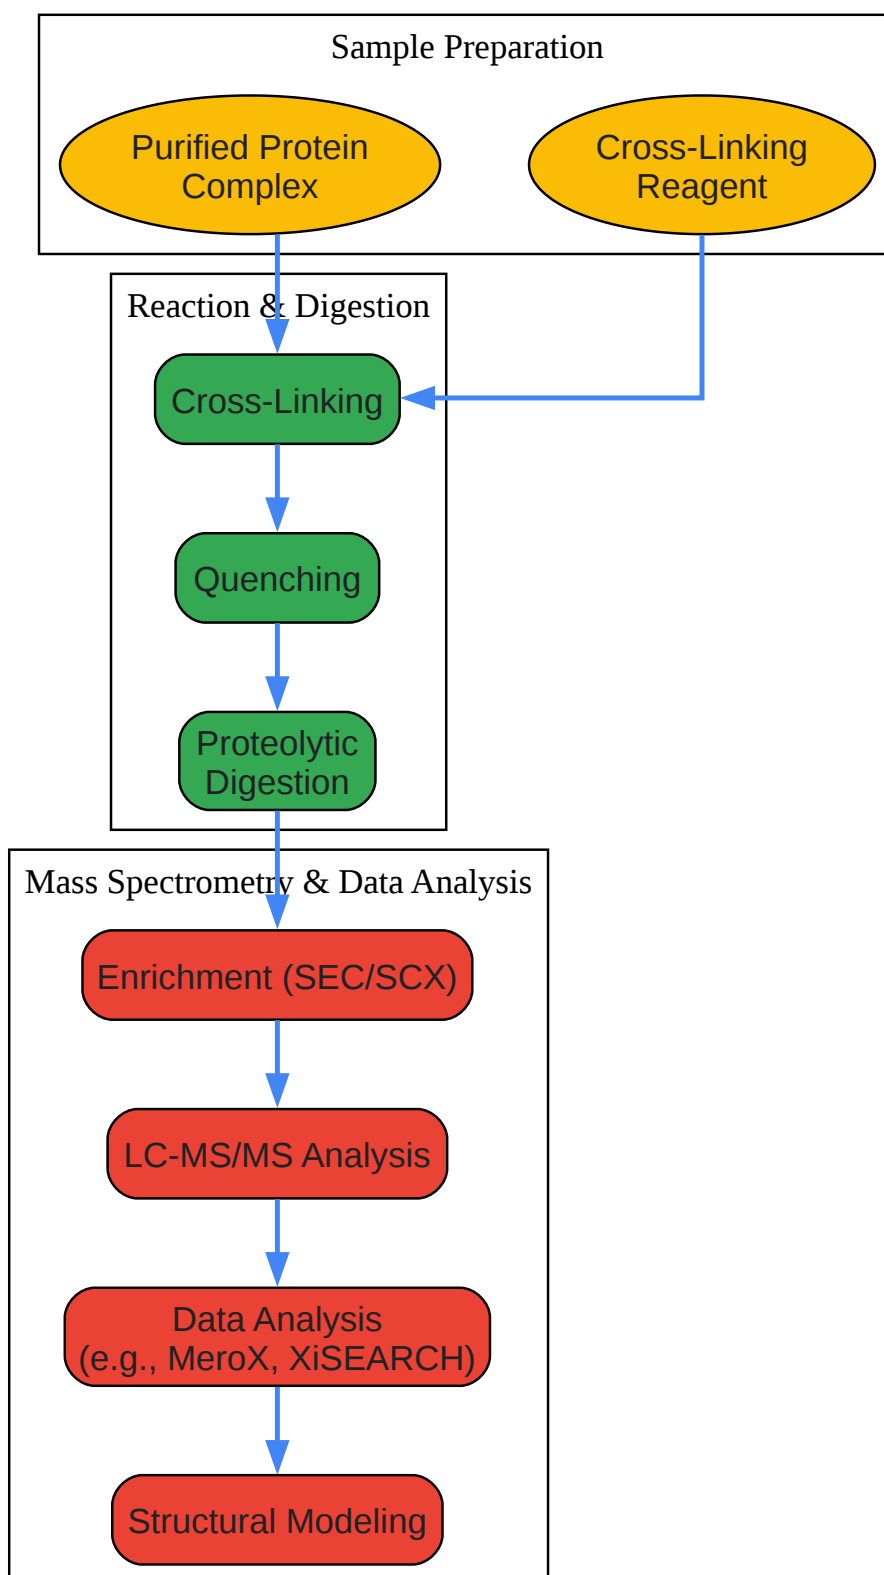 Sample Preparation
Purified Protein
Complex
Cross-Linking
Reagent
Reaction & Digestion
Cross-Linking
Quenching
Proteolytic
Digestion
Mass Spectrometry & Data Analysis
Enrichment (SEC/SCX)
LC-MS/MS Analysis
Data Analysis
(e.g., MeroX, XiSEARCH)
Structural Modeling